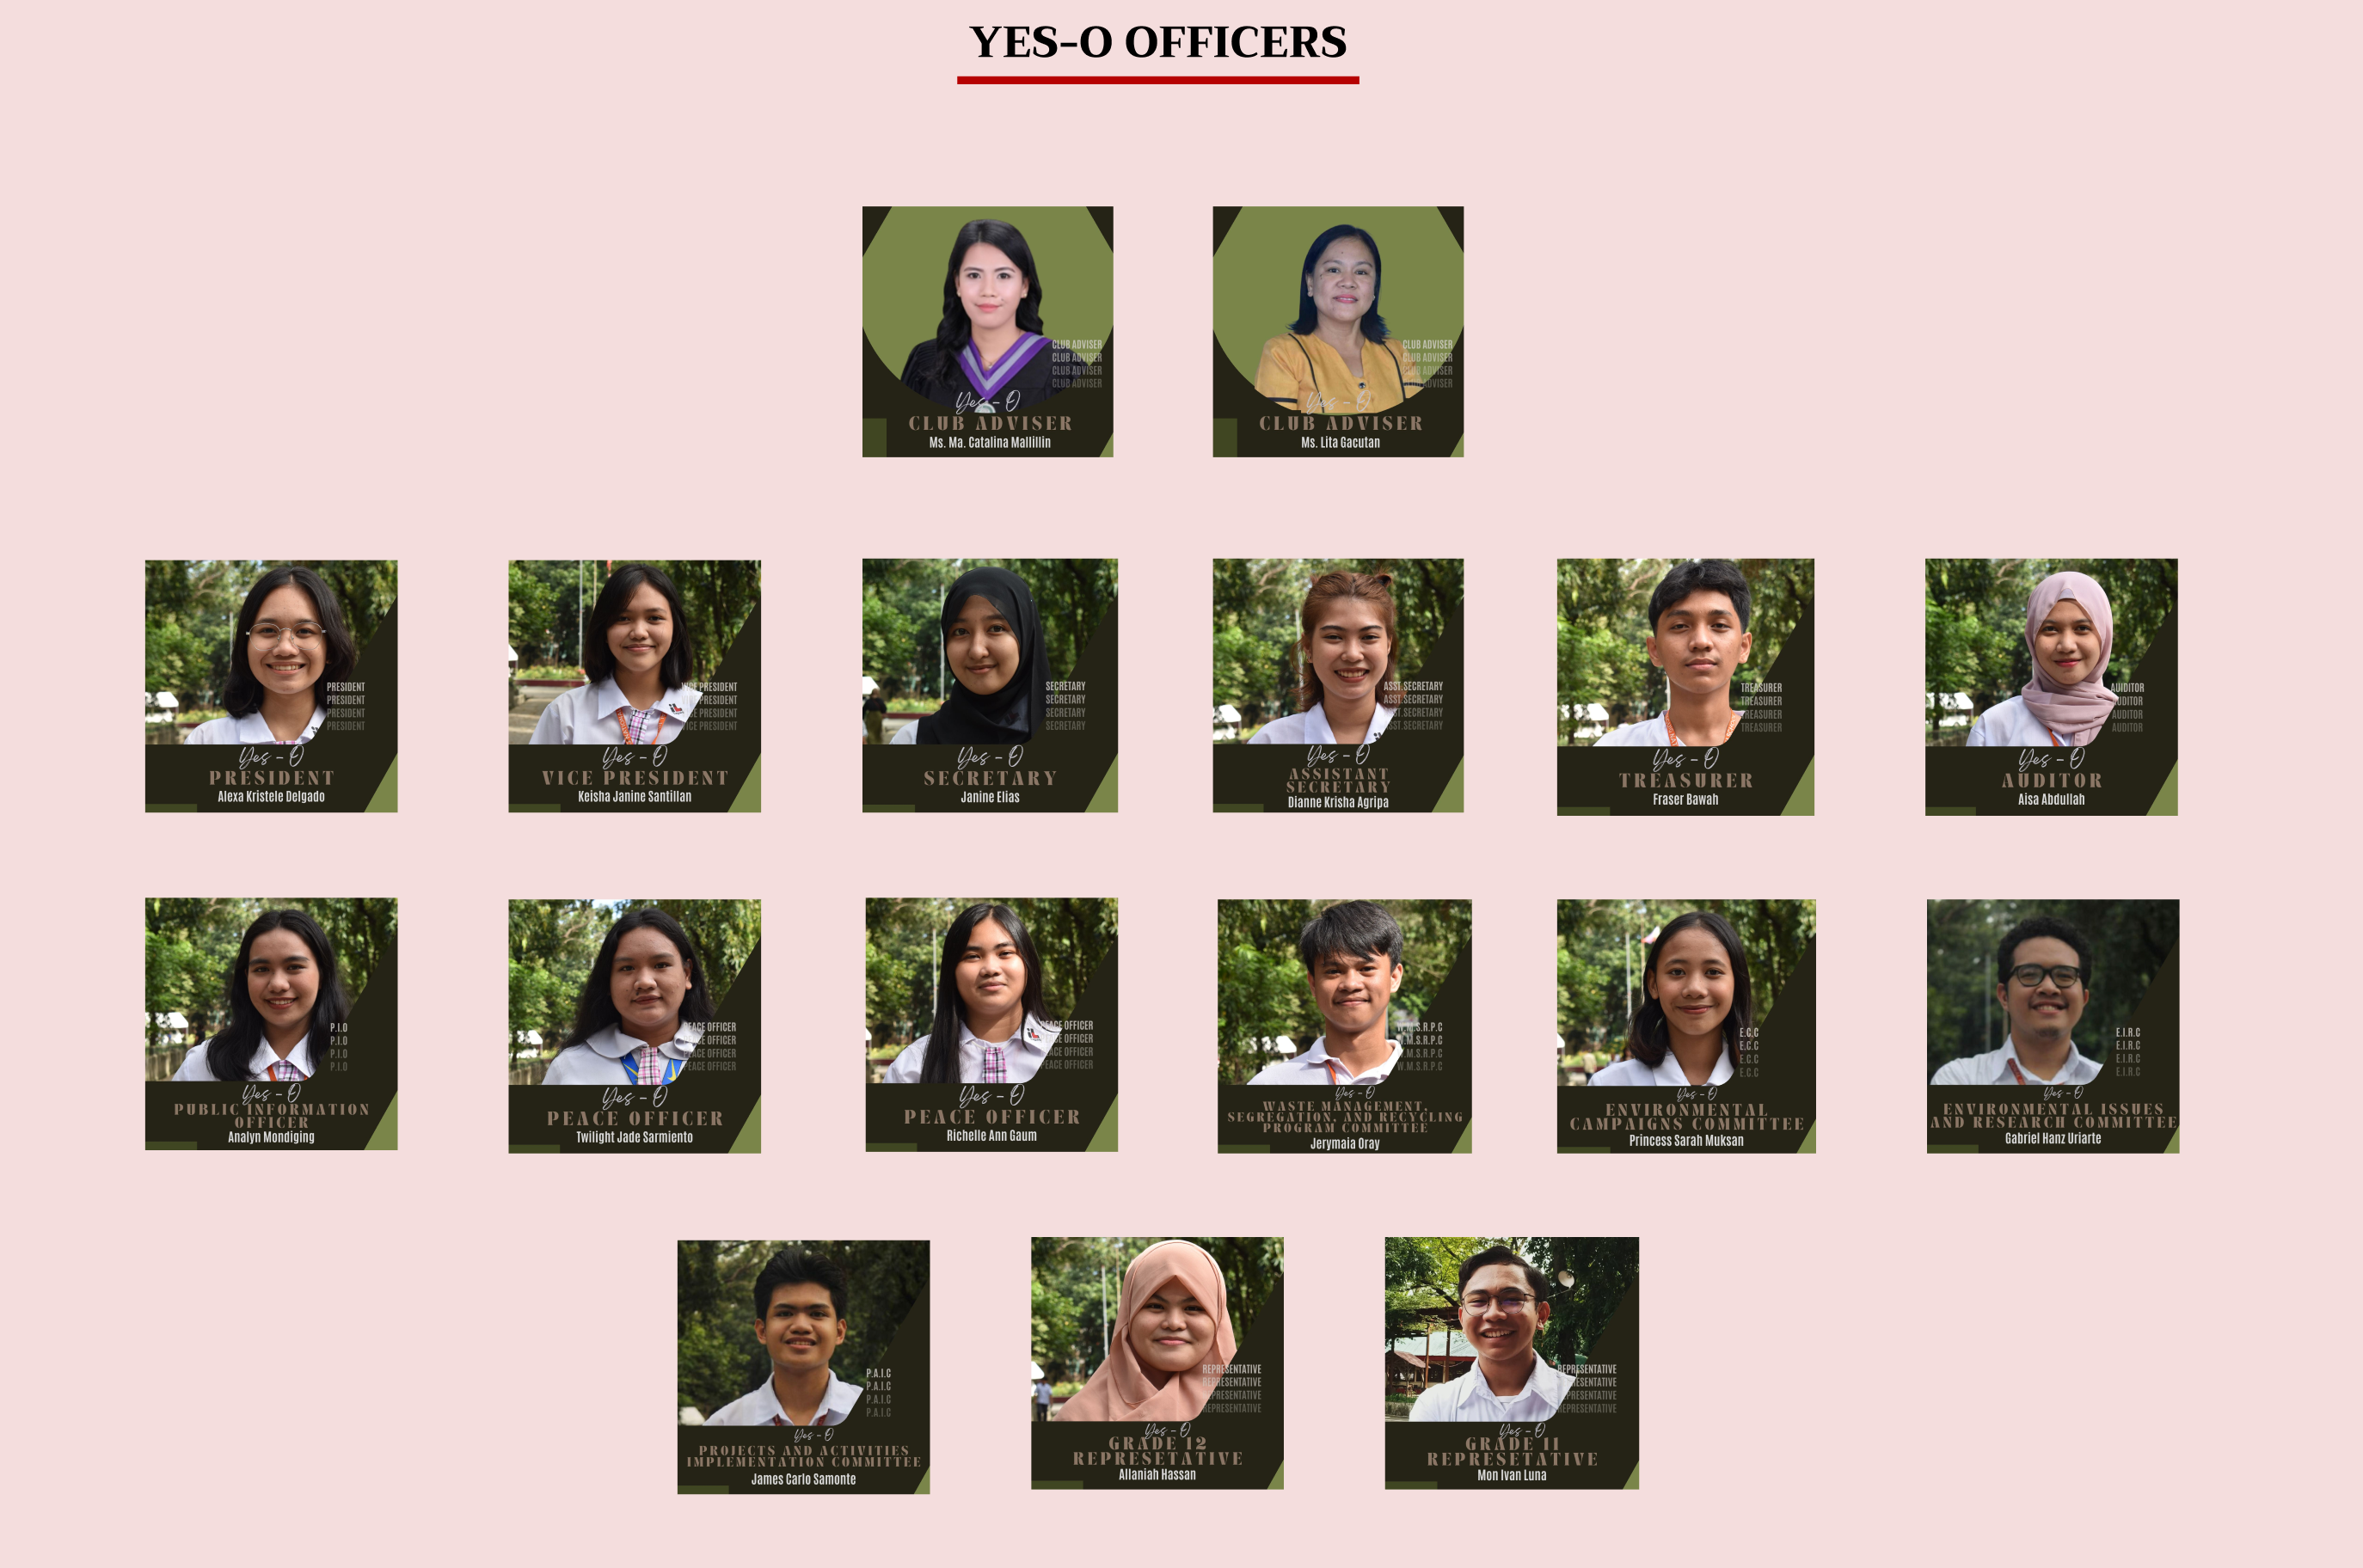 YES-O OFFICERS
CLUB ADVISER
CLUB ADVISER
CLUB ADVISER
CLUB ADVISER
Yes - O
CLUB ADVISER
Ms. Ma. Catalina Mallillin
CLUB ADVISER
CLUB ADVISER
CLUB ADVISER
CLUB ADVISER
Yes - O
CLUB ADVISER
Ms. Lita Gacutan
PRESIDENT
PRESIDENT
PRESIDENT
PRESIDENT
Yes - O
PRESIDENT
Alexa Kristele Delgado
VICE PRESIDENT
VICE PRESIDENT
VICE PRESIDENT
VICE PRESIDENT
Yes - O
VICE PRESIDENT
Keisha Janine Santillan
SECRETARY
SECRETARY
SECRETARY
SECRETARY
Yes - O
SECRETARY
Janine Elias
ASST.SECRETARY
ASST.SECRETARY
ASST.SECRETARY
ASST.SECRETARY
Yes - O
ASSISTANT
SECRETARY
Dianne Krisha Agripa
TREASURER
TREASURER
TREASURER
TREASURER
Yes - O
TREASURER
Fraser Bawah
AUIDITOR
AUDITOR
AUDITOR
AUDITOR
Yes - O
AUDITOR
Aisa Abdullah
P.I.O
P.I.O
P.I.O
P.I.O
Yes - O
PUBLIC INFORMATION
OFFICER
Analyn Mondiging
PEACE OFFICER
PEACE OFFICER
PEACE OFFICER
PEACE OFFICER
Yes - O
PEACE OFFICER
Twilight Jade Sarmiento
PEACE OFFICER
PEACE OFFICER
PEACE OFFICER
PEACE OFFICER
Yes - O
PEACE OFFICER
Richelle Ann Gaum
W.M.S.R.P.C
W.M.S.R.P.C
W.M.S.R.P.C
W.M.S.R.P.C
Yes - O
WASTE MANAGEMENT,
SEGREGATION, AND RECYCLING
PROGRAM COMMITTEE
Jerymaia Oray
E.C.C
E.C.C
E.C.C
E.C.C
Yes - O
ENVIRONMENTAL
CAMPAIGNS COMMITTEE
Princess Sarah Muksan
E.I.R.C
E.I.R.C
E.I.R.C
E.I.R.C
Yes - O
ENVIRONMENTAL ISSUES
AND RESEARCH COMMITTEE
Gabriel Hanz Uriarte
P.A.I.C
P.A.I.C
P.A.I.C
P.A.I.C
Yes - O
PROJECTS AND ACTIVITIES
IMPLEMENTATION COMMITTEE
James Carlo Samonte
REPRESENTATIVE
REPRESENTATIVE
REPRESENTATIVE
REPRESENTATIVE
Yes - O
GRADE 12
REPRESETATIVE
Allaniah Hassan
REPRESENTATIVE
REPRESENTATIVE
REPRESENTATIVE
REPRESENTATIVE
Yes - O
GRADE 11
REPRESETATIVE
Mon Ivan Luna